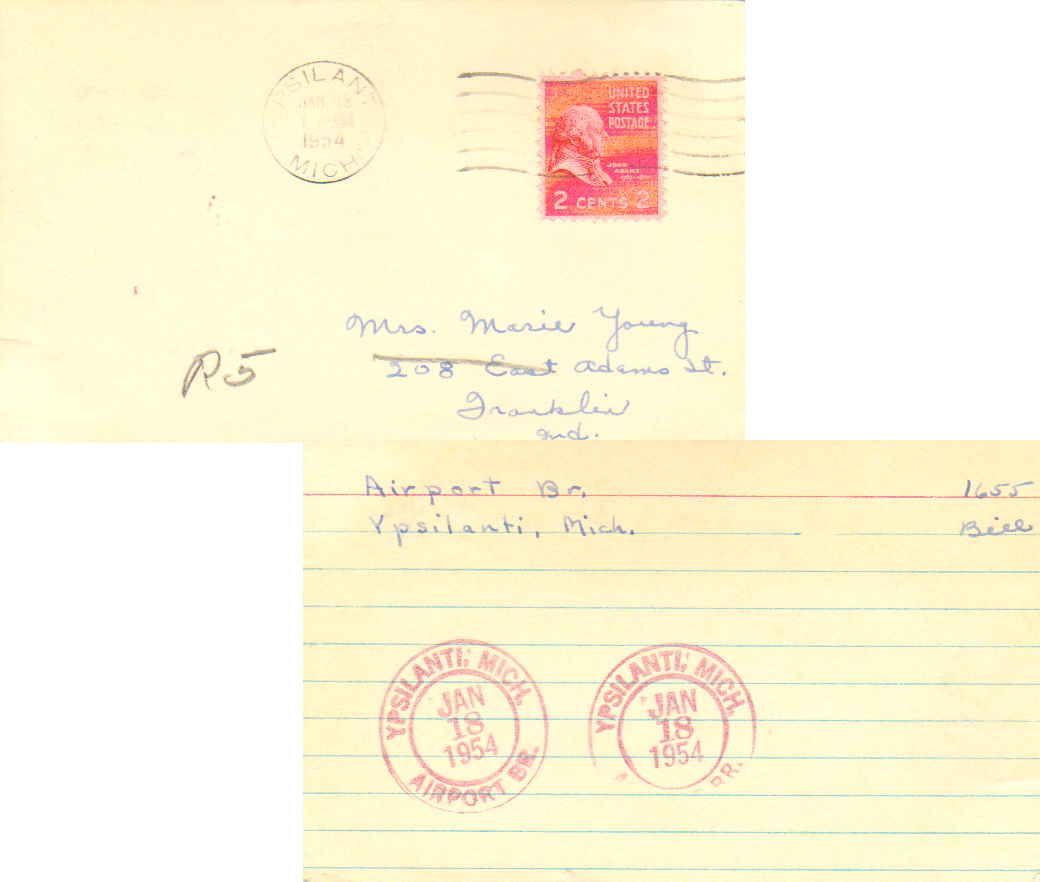 YPSILANT
JAN 18
1954
MICH.
UNITED
STATES
POSTAGE
JOHN
ADAMS
2 CENTS 2
Mrs. Marie Young
R5
208 East Adams St.
Franklin
Ind.
Airport Br. 1655
Ypsilanti, Mich. Bill
YPSILANTI, MICH.
JAN
18
1954
AIRPORT BR.
YPSILANTI, MICH.
JAN
18
1954
BR.